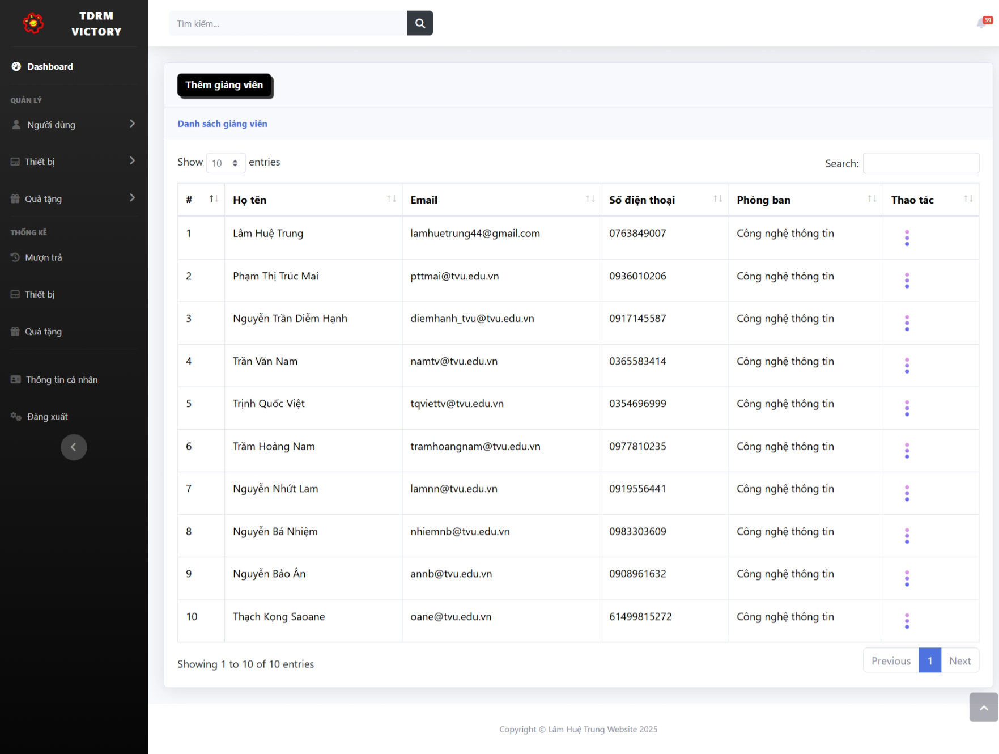 TDRM
VICTORY
Dashboard
QUẢN LÝ
Người dùng
Thiết bị
Quà tặng
THỐNG KÊ
Mượn trả
Thiết bị
Quà tặng
Thông tin cá nhân
Đăng xuất
Tìm kiếm...
39
Thêm giảng viên
Danh sách giảng viên
Show 10 entries
Search:
# Họ tên Email Số điện thoại Phòng ban Thao tác
1 Lâm Huệ Trung lamhuetrung44@gmail.com 0763849007 Công nghệ thông tin
2 Phạm Thị Trúc Mai pttmai@tvu.edu.vn 0936010206 Công nghệ thông tin
3 Nguyễn Trần Diễm Hạnh diemhanh_tvu@tvu.edu.vn 0917145587 Công nghệ thông tin
4 Trần Văn Nam namtv@tvu.edu.vn 0365583414 Công nghệ thông tin
5 Trịnh Quốc Việt tqviettv@tvu.edu.vn 0354696999 Công nghệ thông tin
6 Trầm Hoàng Nam tramhoangnam@tvu.edu.vn 0977810235 Công nghệ thông tin
7 Nguyễn Nhứt Lam lamnn@tvu.edu.vn 0919556441 Công nghệ thông tin
8 Nguyễn Bá Nhiệm nhiemnb@tvu.edu.vn 0983303609 Công nghệ thông tin
9 Nguyễn Bảo Ân annb@tvu.edu.vn 0908961632 Công nghệ thông tin
10 Thạch Kọng Saoane oane@tvu.edu.vn 61499815272 Công nghệ thông tin
Showing 1 to 10 of 10 entries
Previous 1 Next
Copyright © Lâm Huệ Trung Website 2025